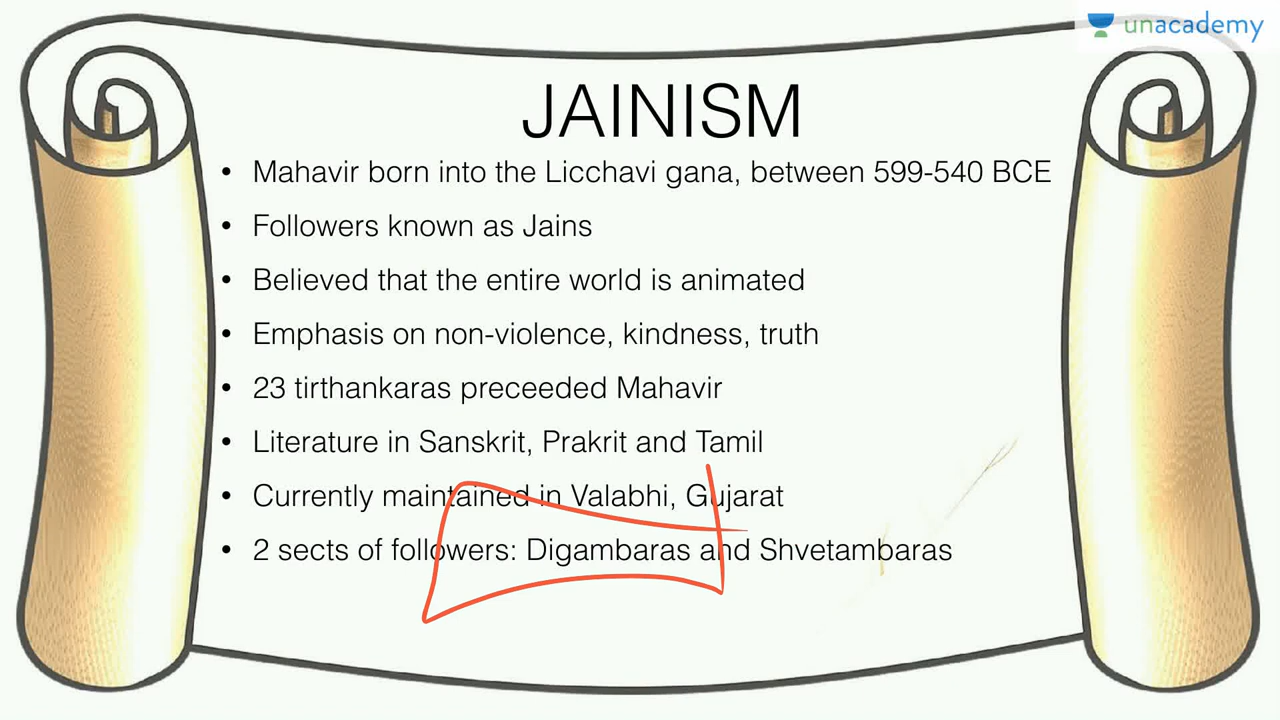 unacademy
JAINISM
• Mahavir born into the Licchavi gana, between 599-540 BCE
• Followers known as Jains
• Believed that the entire world is animated
• Emphasis on non-violence, kindness, truth
• 23 tirthankaras preceeded Mahavir
• Literature in Sanskrit, Prakrit and Tamil
• Currently maintained in Valabhi, Gujarat
• 2 sects of followers: Digambaras and Shvetambaras